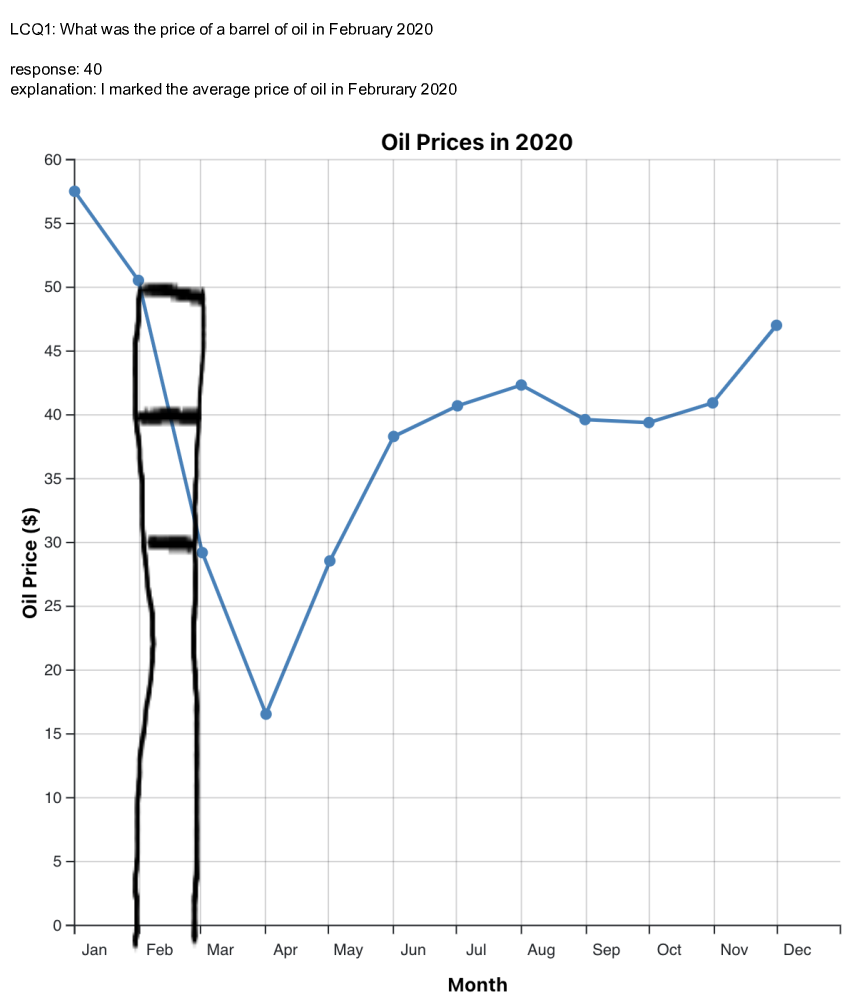 LCQ1: What was the price of a barrel of oil in February 2020
response: 40
explanation: I marked the average price of oil in Februrary 2020
Oil Prices in 2020
60
55
50
45
40
35
30
25
20
15
10
5
0
Oil Price ($)
Jan Feb Mar Apr May Jun Jul Aug Sep Oct Nov Dec
Month